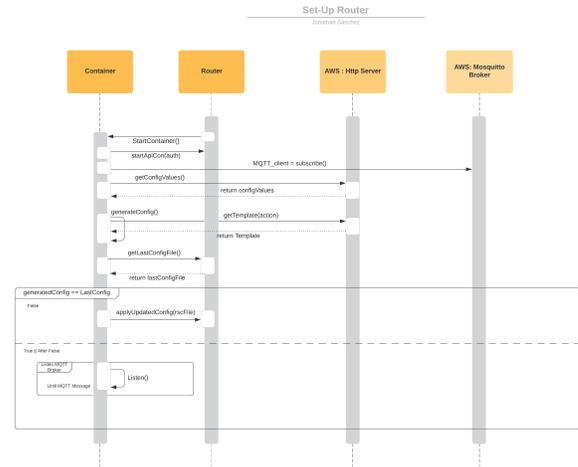 Set-Up Router
Jonathan Sánchez
Container
Router
AWS : Http Server
AWS: Mosquitto
Broker
StartContainer()
startApiCon(auth)
MQTT_client = subscribe()
getConfigValues()
return configValues
generateConfig()
getTemplate(action)
return Template
getLastConfigFile()
return lastConfigFile
generatedConfig == LastConfig
False
applyUpdatedConfig(rscFile)
True || After False
MQTT
Broker
Listen()
Until MQTT Message